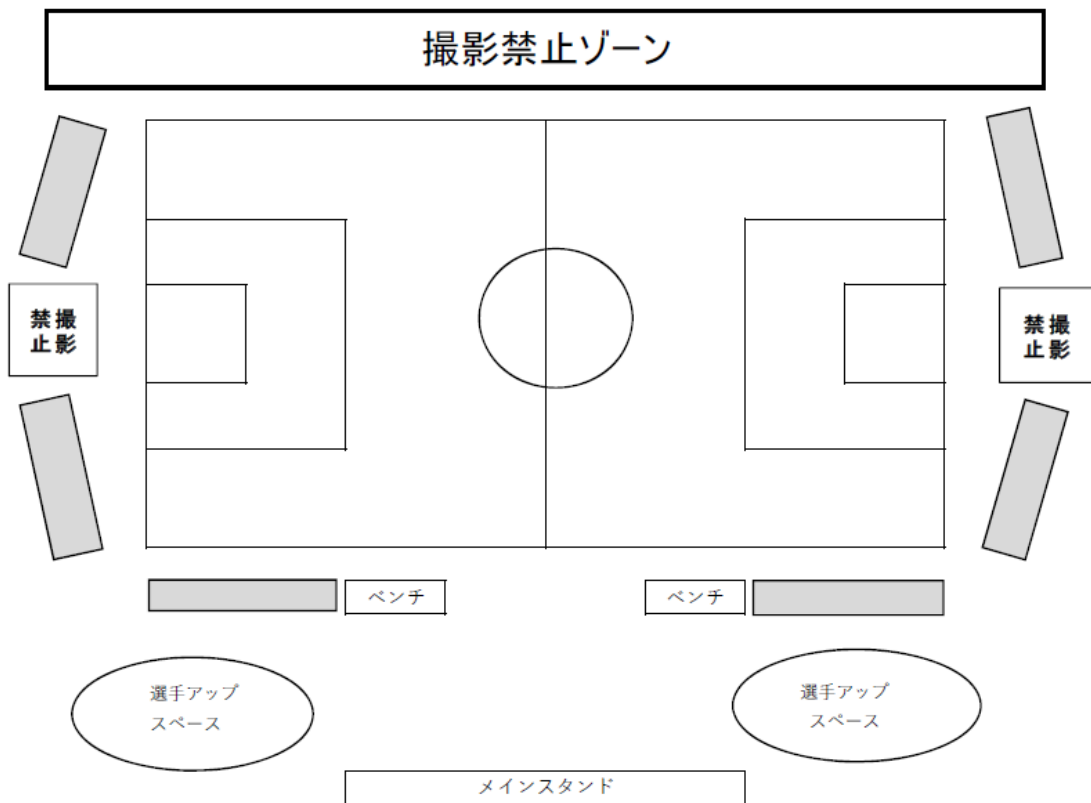 撮影禁止ゾーン
撮影
禁止
撮影
禁止
ベンチ
ベンチ
選手アップ
スペース
選手アップ
スペース
メインスタンド